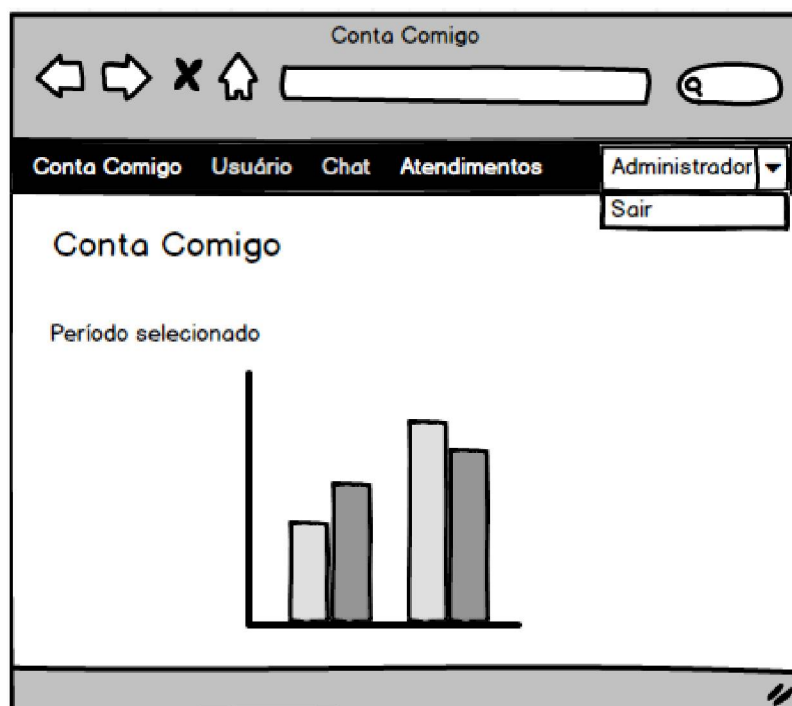 Conta Comigo
Conta Comigo Usuário Chat Atendimentos Administrador
Sair
Conta Comigo
Período selecionado